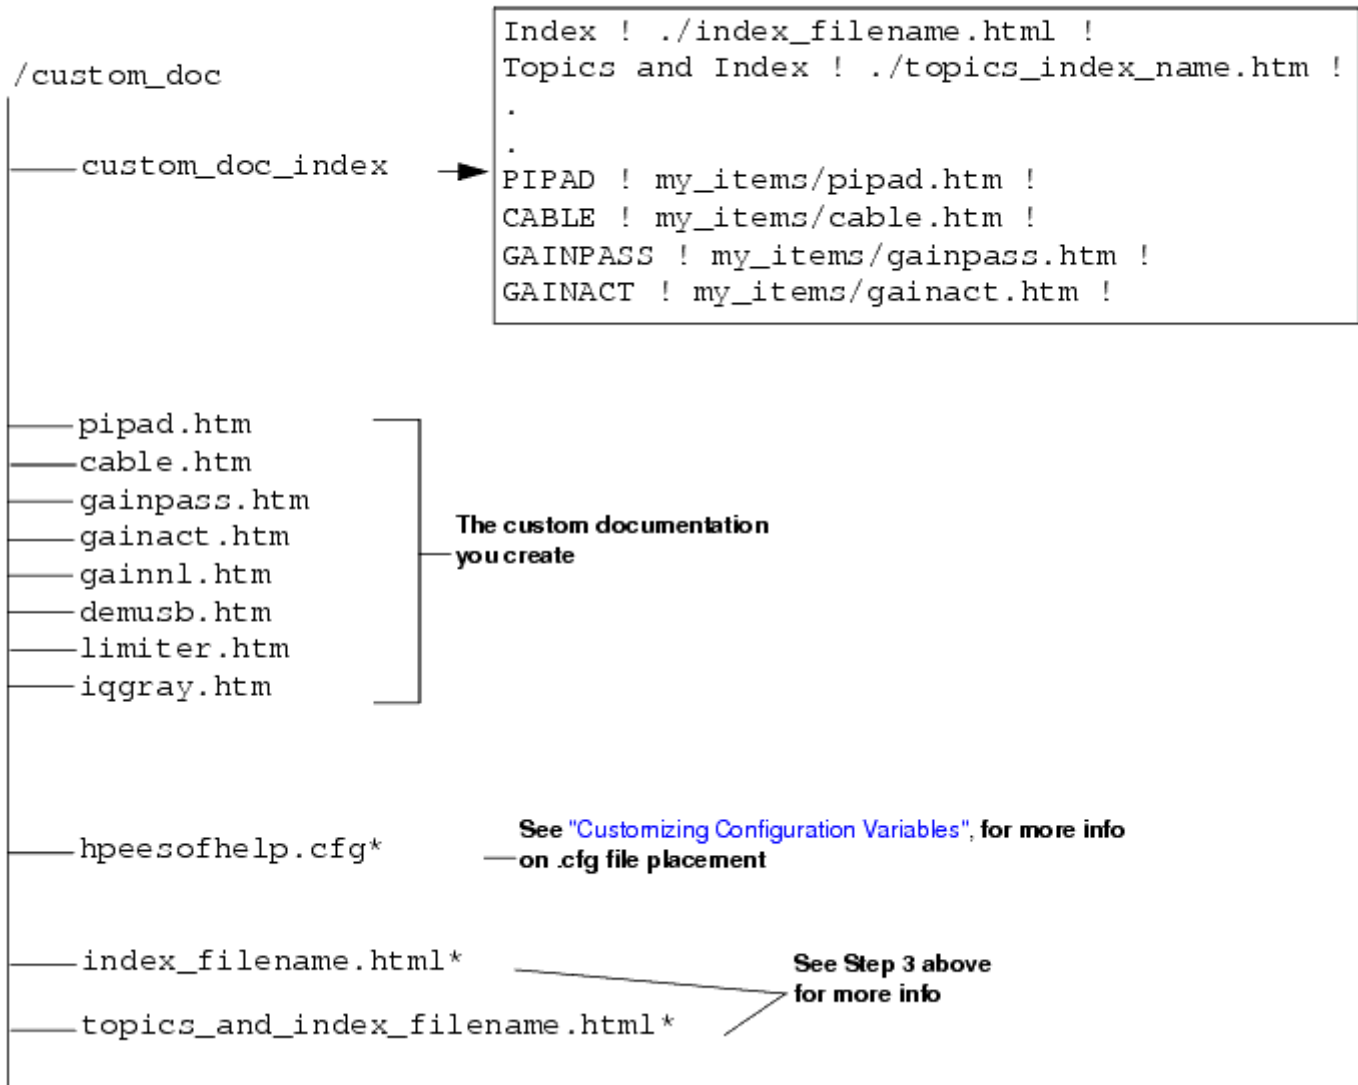 /custom_doc
custom_doc_index
Index ! ./index_filename.html !
Topics and Index ! ./topics_index_name.htm !
.
.
PIPAD ! my_items/pipad.htm !
CABLE ! my_items/cable.htm !
GAINPASS ! my_items/gainpass.htm !
GAINACT ! my_items/gainact.htm !
pipad.htm
cable.htm
gainpass.htm
gainact.htm
gainnl.htm
demusb.htm
limiter.htm
iqgray.htm
The custom documentation
you create
hpeesofhelp.cfg*
See "Customizing Configuration Variables", for more info
on .cfg file placement
index_filename.html*
topics_and_index_filename.html*
See Step 3 above
for more info